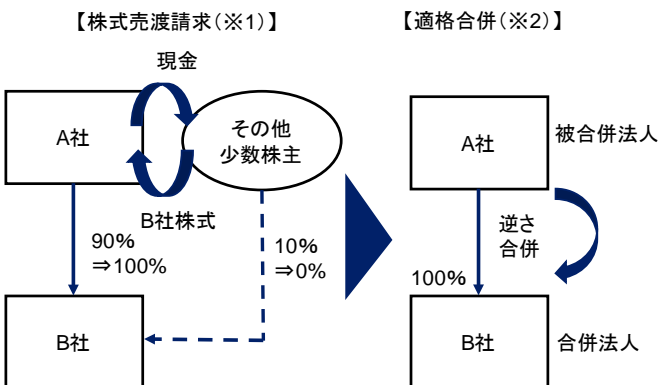 【株式売渡請求(※1)】
【適格合併(※2)】
現金
A社
その他
少数株主
B社株式
90%
⇒100%
10%
⇒0%
B社
A社
被合併法人
逆さ
合併
100%
B社
合併法人